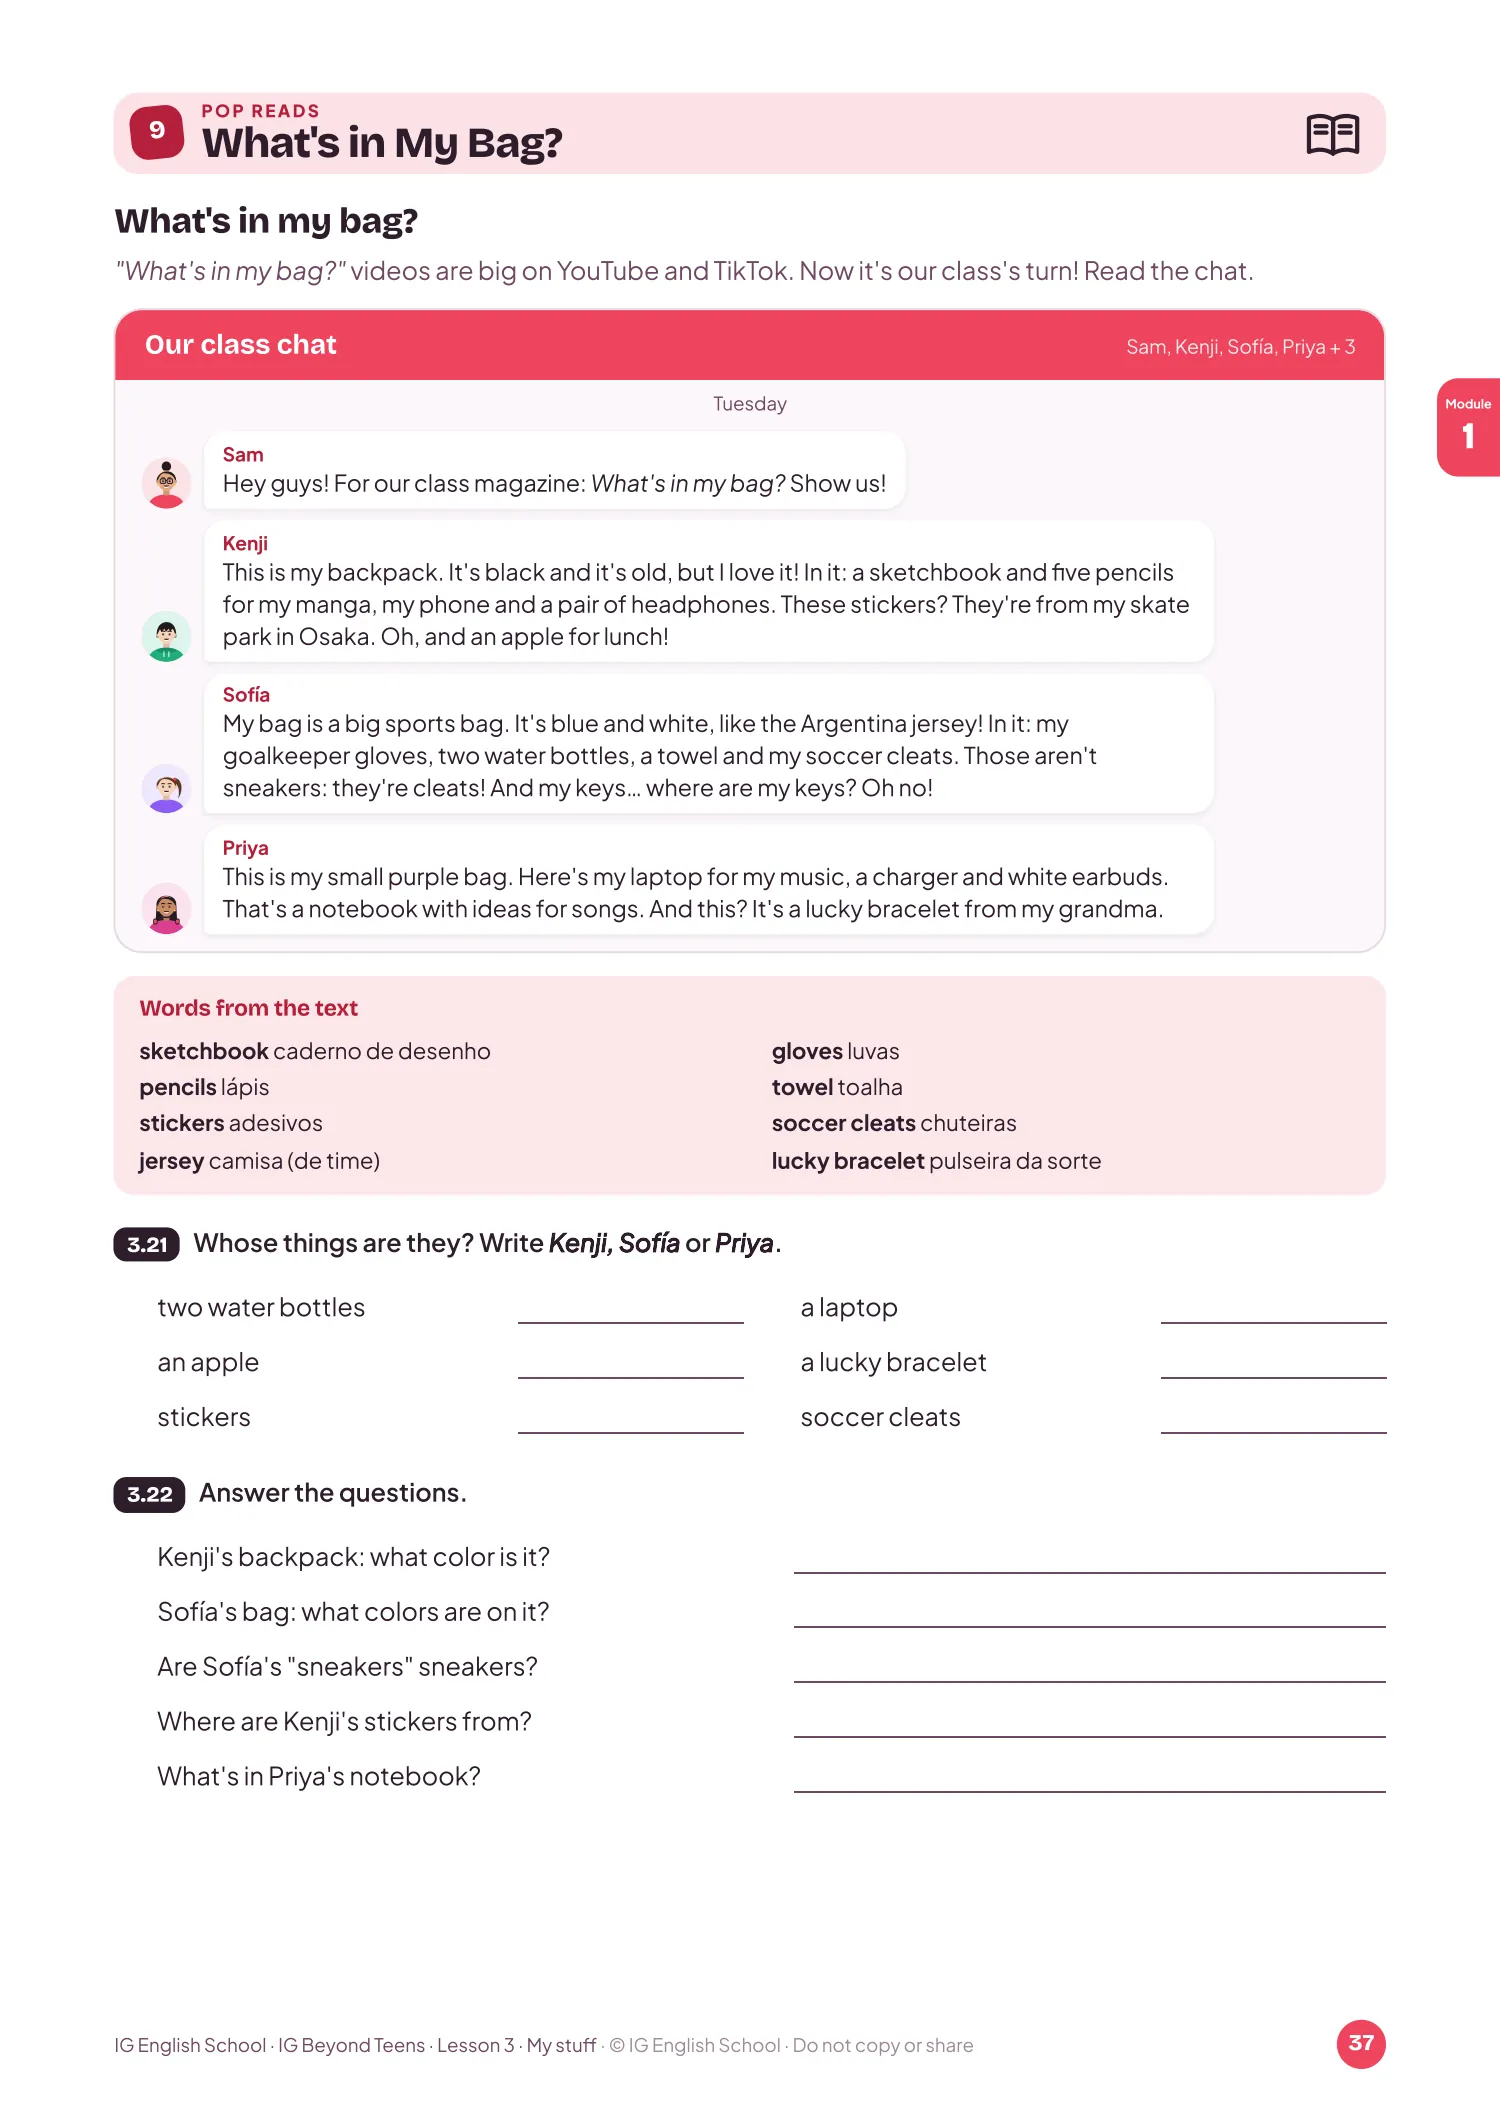 9
POP READS
What's in My Bag?
What's in my bag?
"What's in my bag?" videos are big on YouTube and TikTok. Now it's our class's turn! Read the chat.
Our class chat
Sam, Kenji, Sofía, Priya + 3
Module
1
Tuesday
Sam
Hey guys! For our class magazine: What's in my bag? Show us!
Kenji
This is my backpack. It's black and it's old, but I love it! In it: a sketchbook and five pencils
for my manga, my phone and a pair of headphones. These stickers? They're from my skate
park in Osaka. Oh, and an apple for lunch!
Sofía
My bag is a big sports bag. It's blue and white, like the Argentina jersey! In it: my
goalkeeper gloves, two water bottles, a towel and my soccer cleats. Those aren't
sneakers: they're cleats! And my keys... where are my keys? Oh no!
Priya
This is my small purple bag. Here's my laptop for my music, a charger and white earbuds.
That's a notebook with ideas for songs. And this? It's a lucky bracelet from my grandma.
Words from the text
sketchbook caderno de desenho
pencils lápis
stickers adesivos
jersey camisa (de time)
gloves luvas
towel toalha
soccer cleats chuteiras
lucky bracelet pulseira da sorte
3.21 Whose things are they? Write Kenji, Sofía or Priya.
two water bottles
an apple
stickers
a laptop
a lucky bracelet
soccer cleats
3.22 Answer the questions.
Kenji's backpack: what color is it?
Sofía's bag: what colors are on it?
Are Sofía's "sneakers" sneakers?
Where are Kenji's stickers from?
What's in Priya's notebook?
IG English School · IG Beyond Teens · Lesson 3 · My stuff · © IG English School · Do not copy or share
37